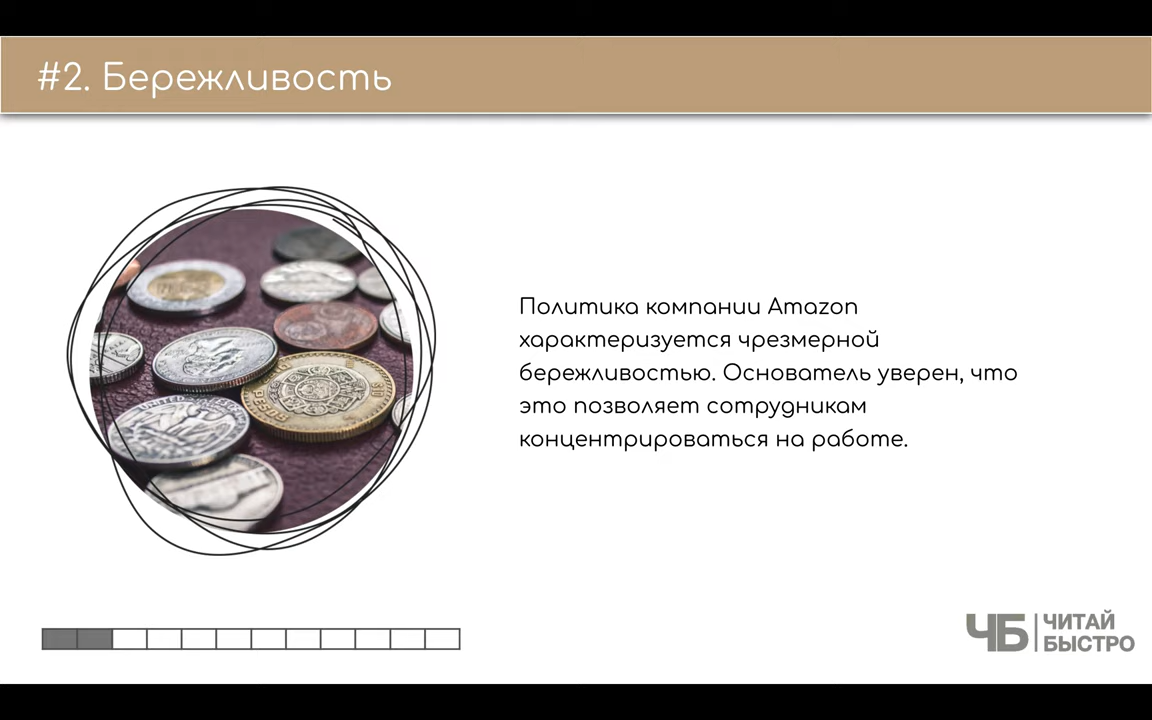 #2. Бережливость
Политика компании Amazon
характеризуется чрезмерной
бережливостью. Основатель уверен, что
это позволяет сотрудникам
концентрироваться на работе.
ЧБ
ЧИТАЙ
БЫСТРО